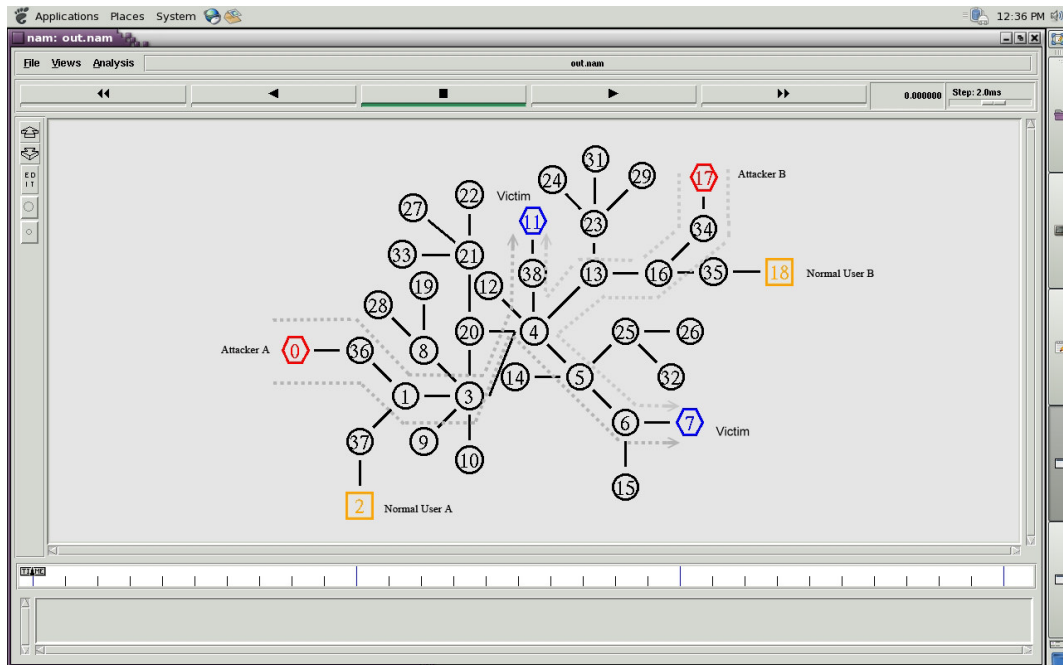 Applications Places System 12:36 PM
nam: out.nam
File Views Analysis out.nam
0.000000 Step: 2.0ms
ED
IT
31
24 29
17 Attacker B
22 Victim
27 11 23 34
33 21
19 12 38 13 16 35 18 Normal User B
28
20 4 25 26
Attacker A 0 36 8
14 5 32
1 3
37 9 6 7 Victim
10
15
2 Normal User A
TIME